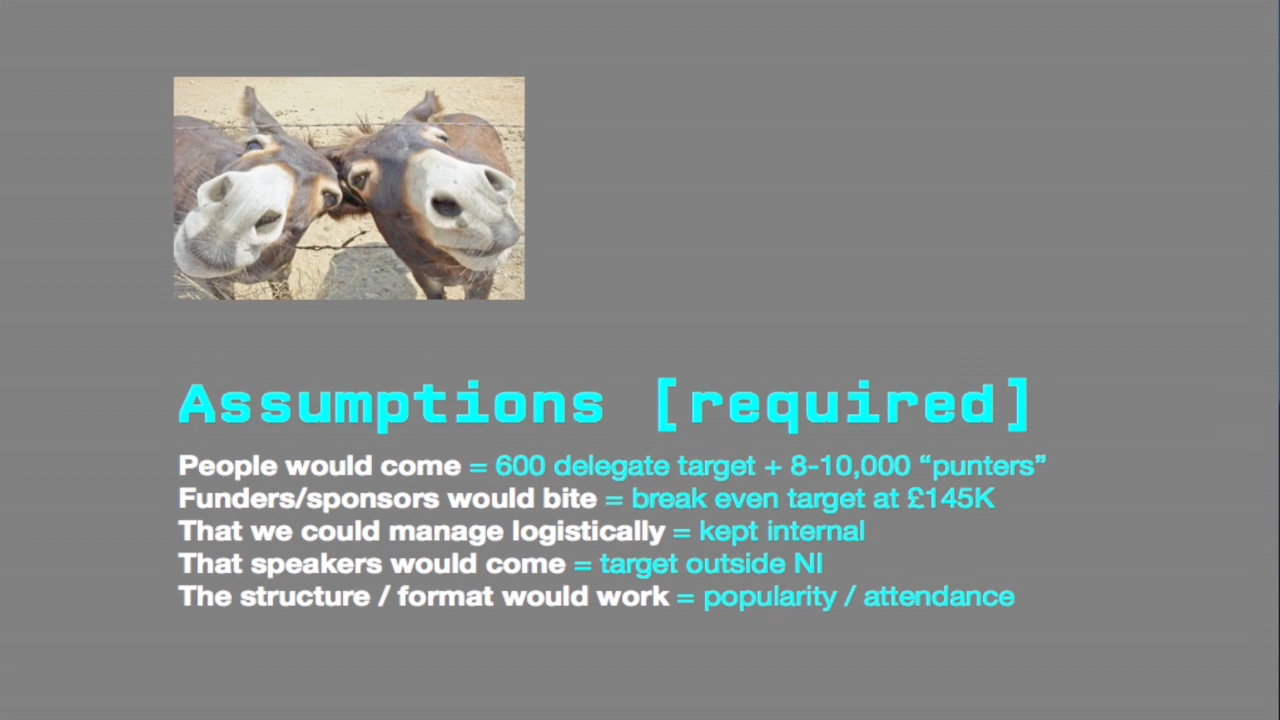 Assumptions [required]
People would come = 600 delegate target + 8-10,000 “punters”
Funders/sponsors would bite = break even target at £145K
That we could manage logistically = kept internal
That speakers would come = target outside NI
The structure / format would work = popularity / attendance